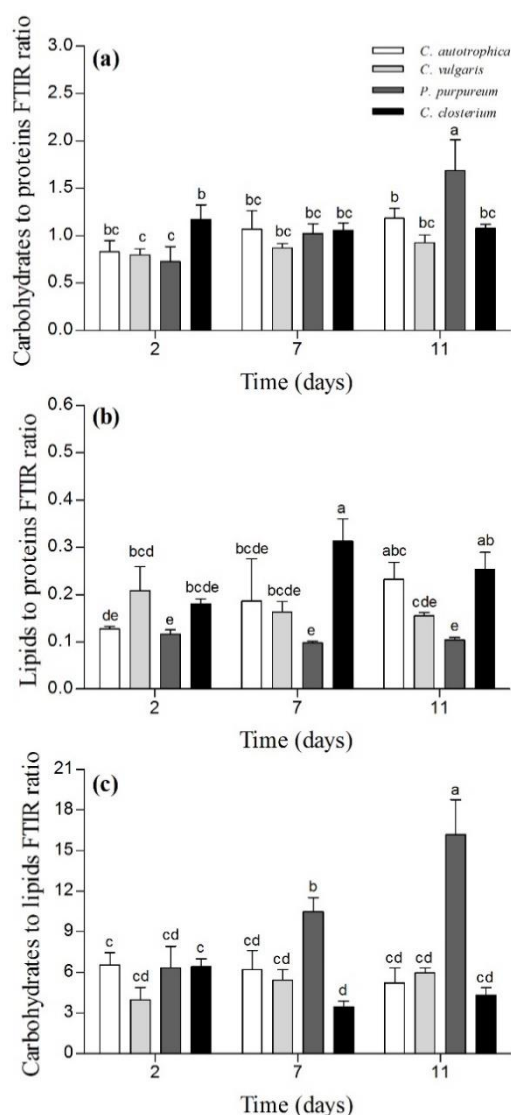 (a)
Carbohydrates to proteins FTIR ratio
3.0
2.5
2.0
1.5
1.0
0.5
0.0
C. autotrophica
C. vulgaris
P. purpureum
C. closterium
bc c c b
bc bc bc bc
b bc a bc
2 7 11
Time (days)
(b)
Lipids to proteins FTIR ratio
0.6
0.5
0.4
0.3
0.2
0.1
0.0
de bcd e bcde
bcde bcde e a
abc cde e ab
2 7 11
Time (days)
(c)
Carbohydrates to lipids FTIR ratio
21
18
15
12
9
6
3
0
c cd cd c
cd cd b d
cd cd a cd
2 7 11
Time (days)